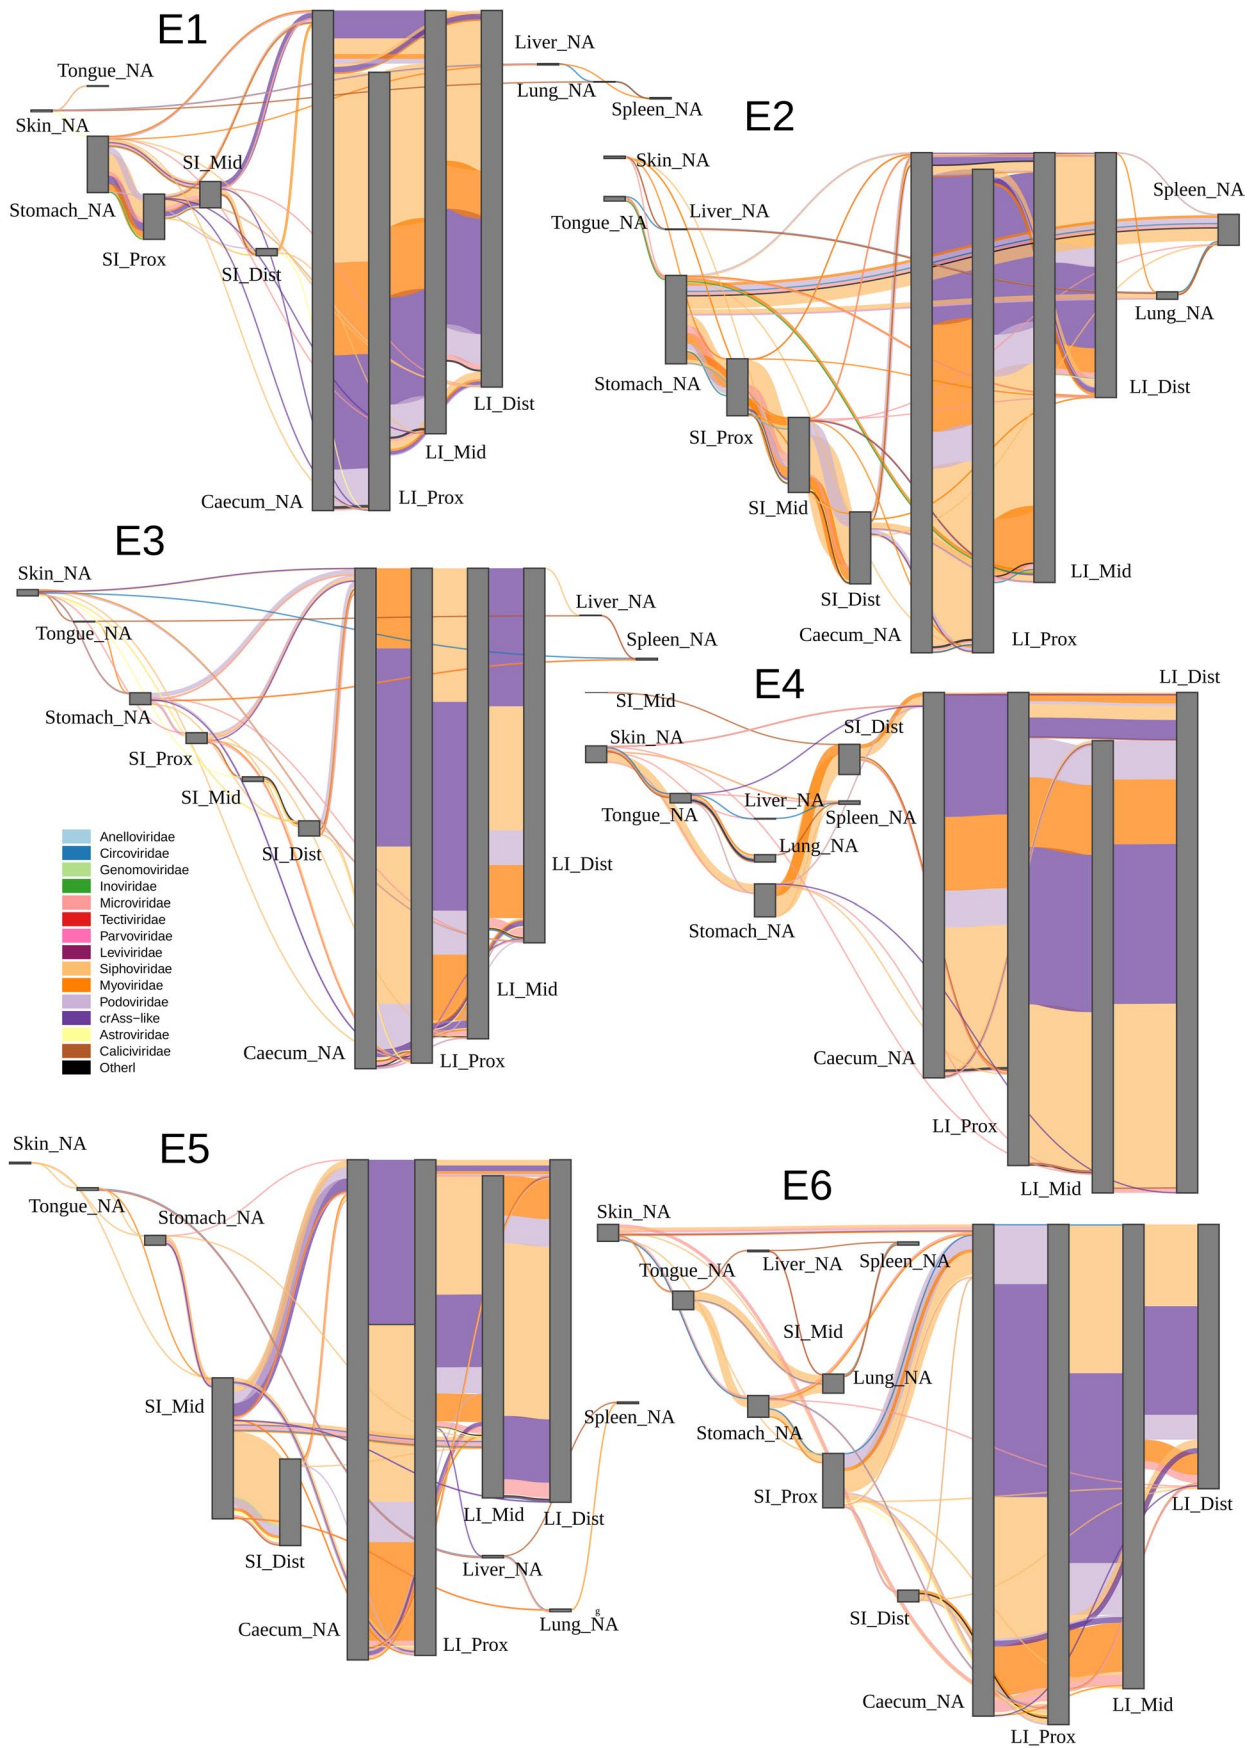 E1
Liver_NA
Tongue_NA
Lung_NA
Spleen_NA
Skin_NA
SI_Mid
Stomach_NA
SI_Prox
SI_Dist
LI_Dist
LI_Mid
Caecum_NA
LI_Prox
E2
Skin_NA
Spleen_NA
Tongue_NA
Liver_NA
Lung_NA
Stomach_NA
LI_Dist
SI_Prox
SI_Mid
LI_Mid
SI_Dist
Caecum_NA
LI_Prox
E3
Skin_NA
Liver_NA
Tongue_NA
Spleen_NA
Stomach_NA
SI_Prox
SI_Mid
SI_Dist
LI_Dist
LI_Mid
Caecum_NA
LI_Prox
Anelloviridae
Circoviridae
Genomoviridae
Inoviridae
Microviridae
Tectiviridae
Parvoviridae
Leviviridae
Siphoviridae
Myoviridae
Podoviridae
crAss−like
Astroviridae
Caliciviridae
Otherl
E4
LI_Dist
SI_Mid
SI_Dist
Skin_NA
Liver_NA
Tongue_NA
Spleen_NA
Lung_NA
Stomach_NA
Caecum_NA
LI_Prox
LI_Mid
E5
Skin_NA
Tongue_NA
Stomach_NA
SI_Mid
Spleen_NA
LI_Mid
LI_Dist
SI_Dist
Liver_NA
g
Lung_NA
Caecum_NA
LI_Prox
E6
Skin_NA
Tongue_NA
Liver_NA
Spleen_NA
SI_Mid
Lung_NA
Stomach_NA
SI_Prox
LI_Dist
SI_Dist
Caecum_NA
LI_Mid
LI_Prox